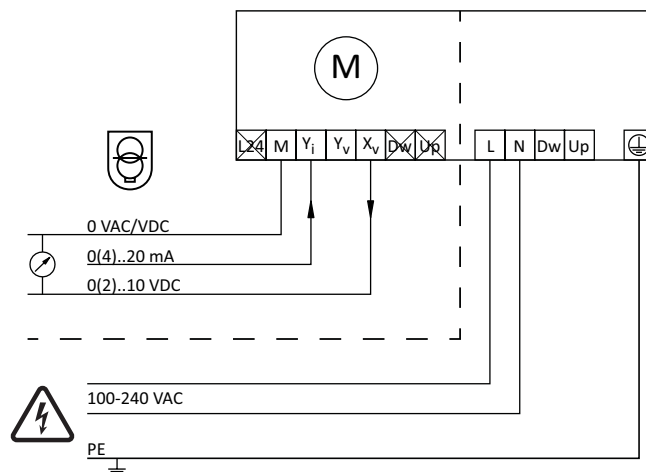 M
L24 M Yi Yv Xv Dw Up L N Dw Up
0 VAC/VDC
0(4)..20 mA
0(2)..10 VDC
100-240 VAC
PE